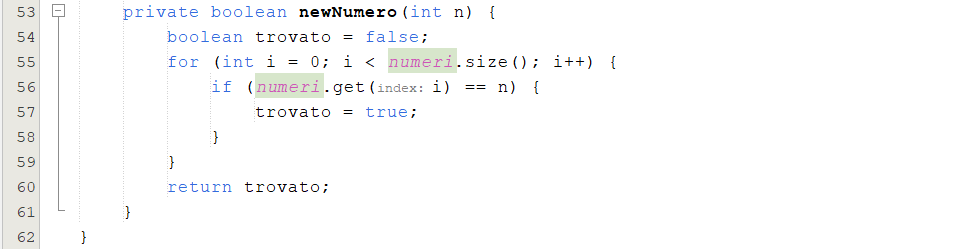 53 private boolean newNumero(int n) {
54 boolean trovato = false;
55 for (int i = 0; i < numeri.size(); i++) {
56 if (numeri.get(index: i) == n) {
57 trovato = true;
58 }
59 }
60 return trovato;
61 }
62 }